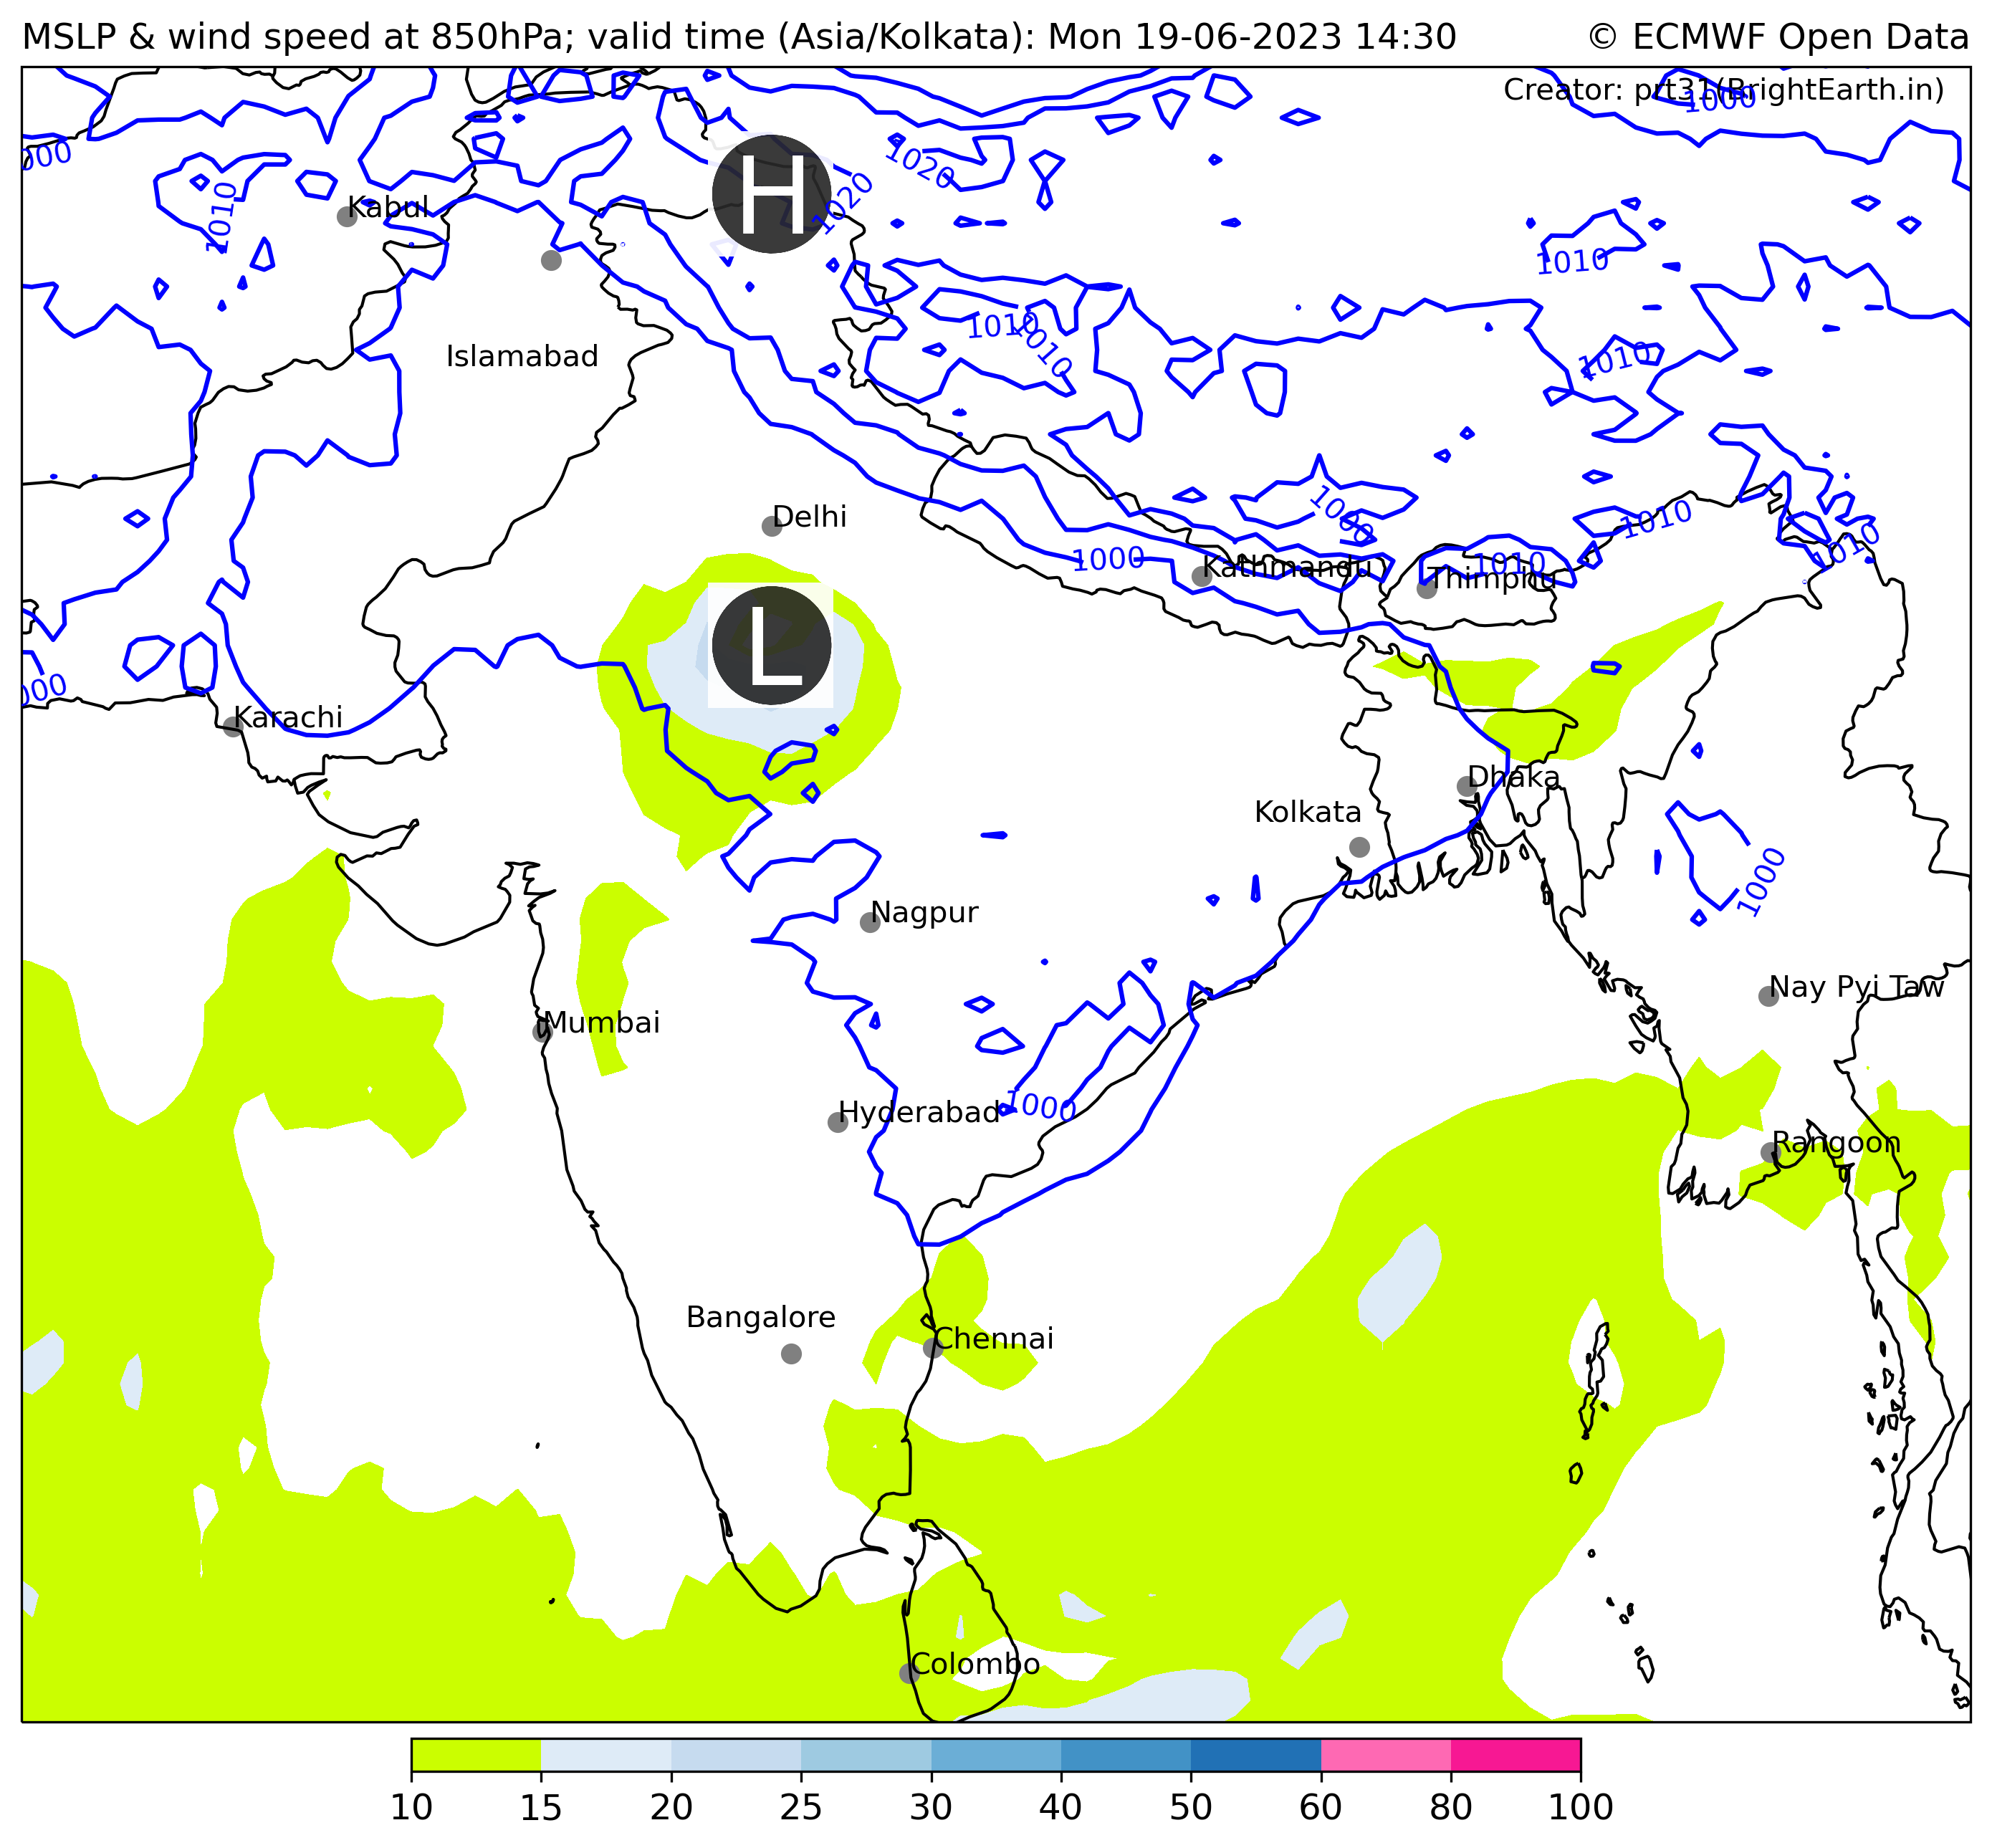 MSLP & wind speed at 850hPa; valid time (Asia/Kolkata): Mon 19-06-2023 14:30
© ECMWF Open Data
Creator: prt31(BrightEarth.in)
1000
000
1020
H
1010
1020
Kabul
1010
1010
1010
Islamabad
1010
Delhi
1000
1010
1010
1000
Kathmandu
1010
Thimphu
L
000
Karachi
Dhaka
Kolkata
1000
Nagpur
Nay Pyi Taw
Mumbai
1000
Hyderabad
Rangoon
Bangalore
Chennai
Colombo
10 15 20 25 30 40 50 60 80 100